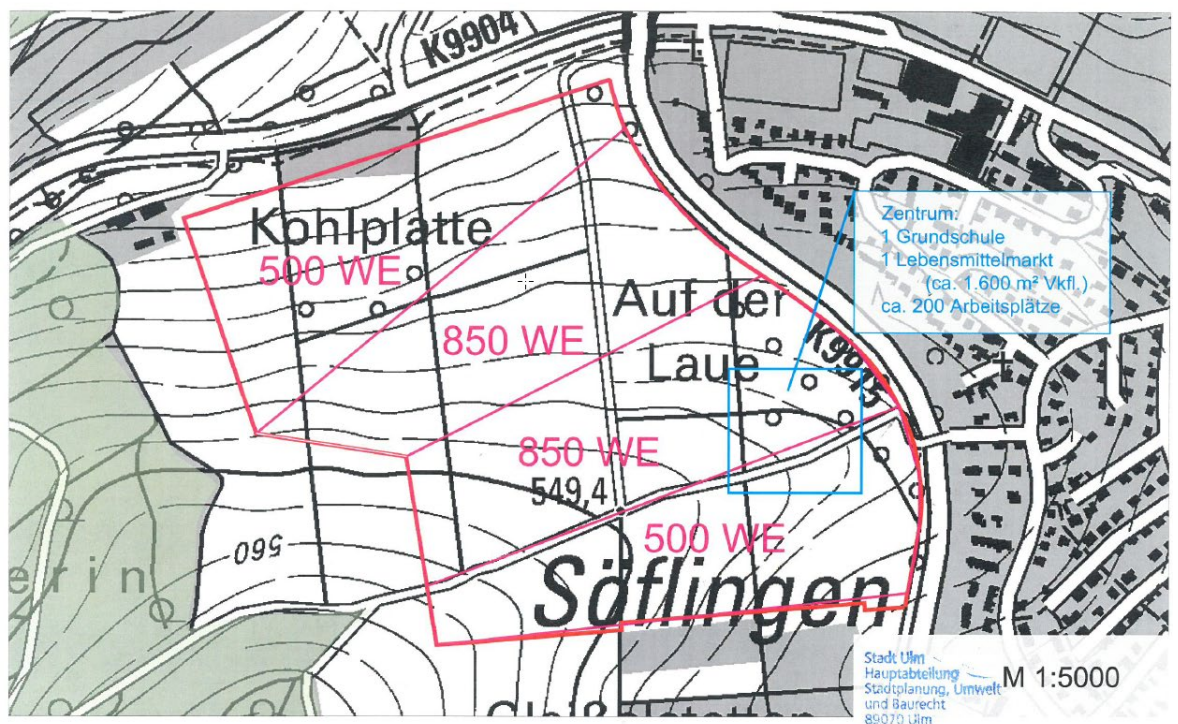 K9904
Kohlplatte
500 WE
Zentrum:
1 Grundschule
1 Lebensmittelmarkt
(ca. 1.600 m² Vkfl.)
ca. 200 Arbeitsplätze
Auf der
Laue
K9915
850 WE
850 WE
549,4
500 WE
560
erin
Söflingen
Stadt Ulm
Hauptabteilung
Stadtplanung, Umwelt
und Baurecht
89070 Ulm
M 1:5000